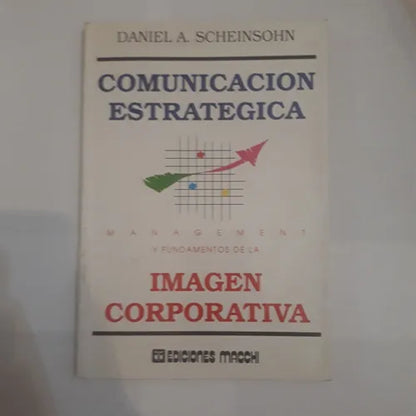 DANIEL A. SCHEINSOHN
COMUNICACION
ESTRATEGICA
MANAGEMENT
Y FUNDAMENTOS DE LA
IMAGEN
CORPORATIVA
EDICIONES MACCHI